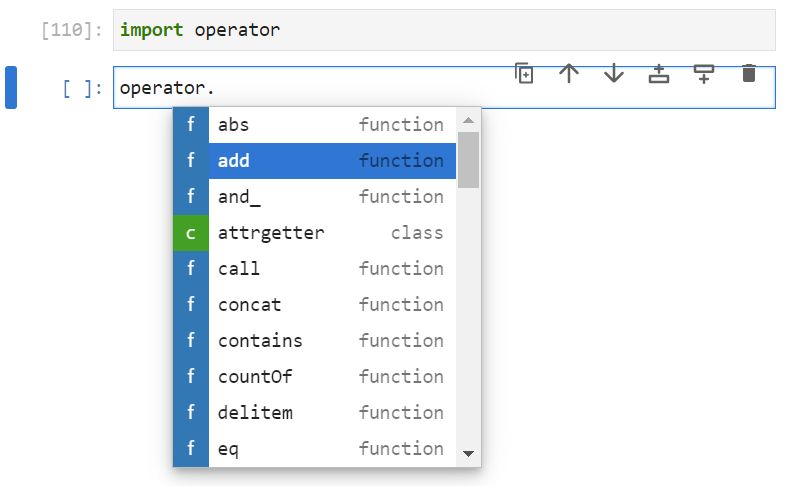 [110]: import operator
[ ]: operator.
f abs function
f add function
f and_ function
c attrgetter class
f call function
f concat function
f contains function
f countOf function
f delitem function
f eq function